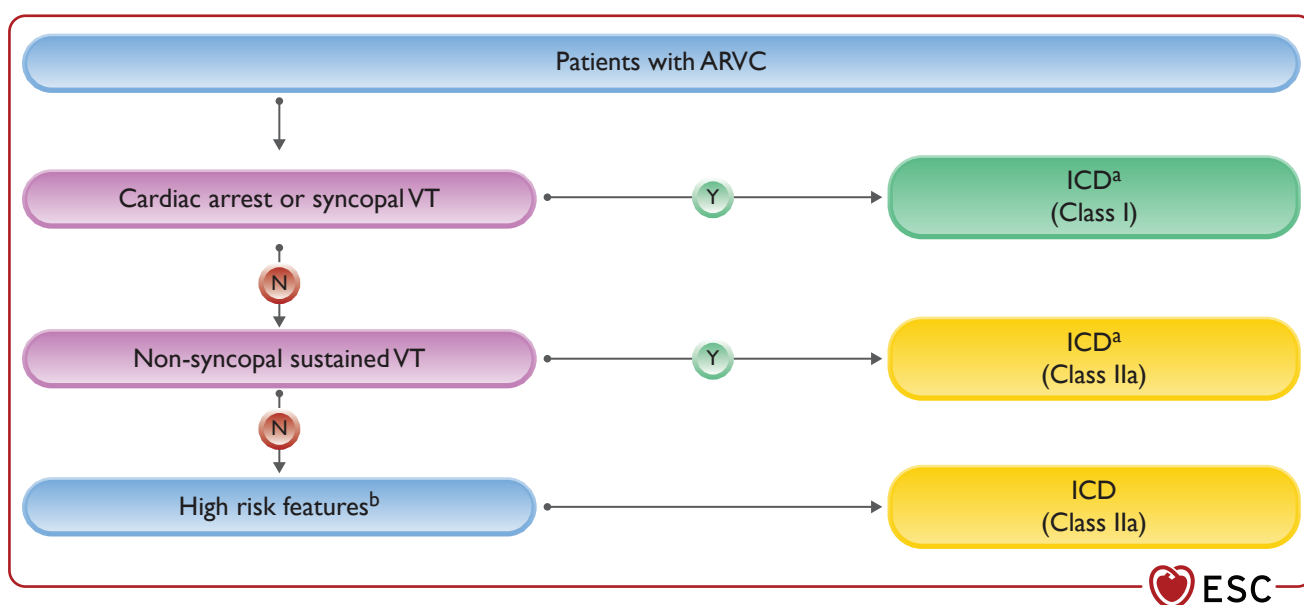 Patients with ARVC
Cardiac arrest or syncopal VT
Y
ICDᵃ
(Class I)
N
Non-syncopal sustained VT
Y
ICDᵃ
(Class IIa)
N
High risk featuresᵇ
ICD
(Class IIa)
ESC